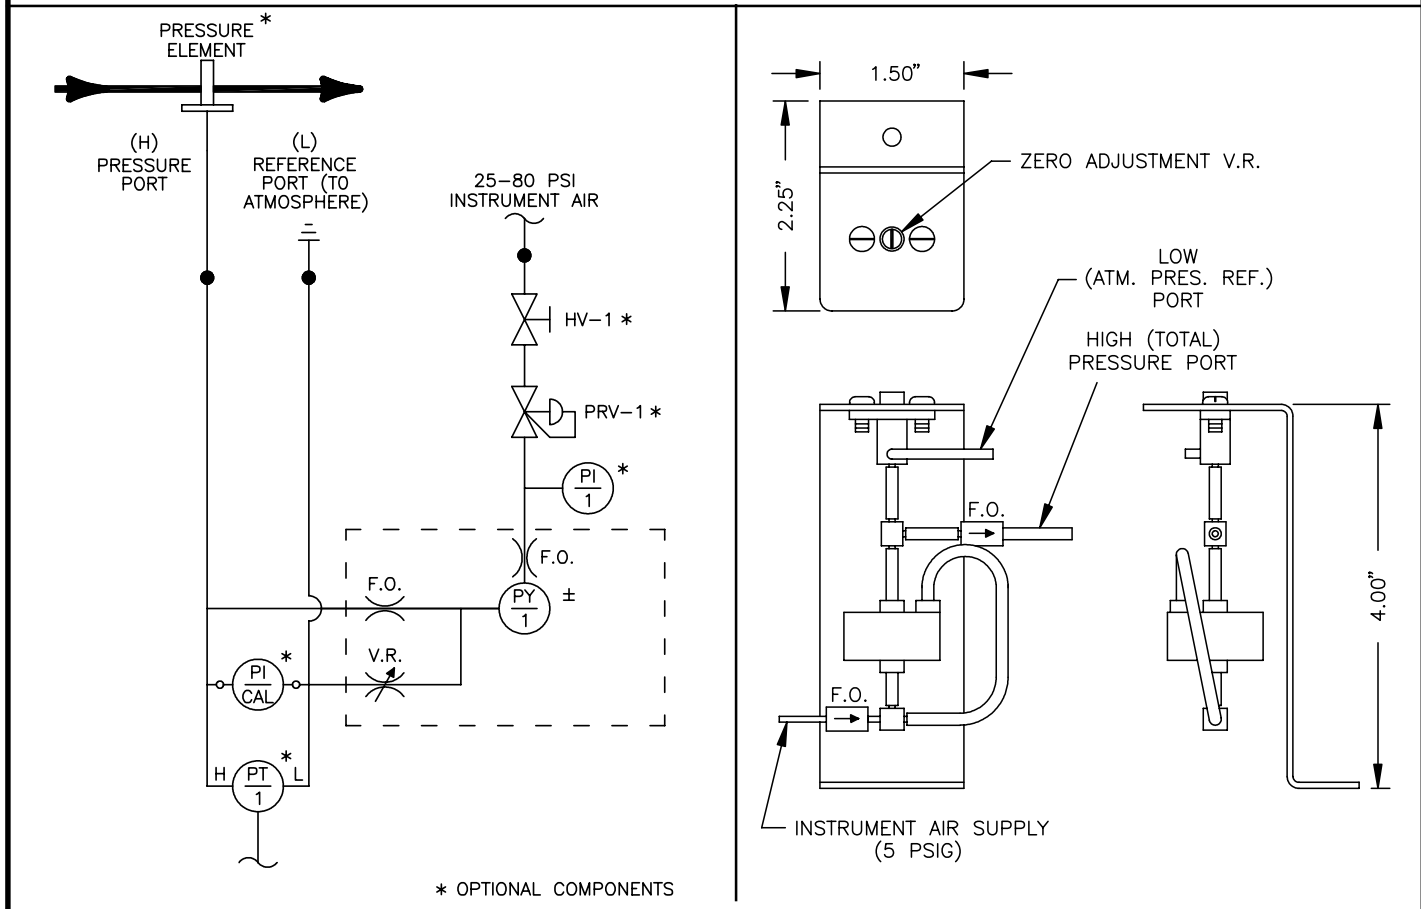 PRESSURE *
ELEMENT
(H)
PRESSURE
PORT
(L)
REFERENCE
PORT (TO
ATMOSPHERE)
25-80 PSI
INSTRUMENT AIR
HV-1 *
PRV-1 *
PI
1
*
F.O.
PY
1
±
F.O.
V.R.
PI
CAL
*
H
PT
1
*
L
* OPTIONAL COMPONENTS
1.50"
2.25"
ZERO ADJUSTMENT V.R.
LOW
(ATM. PRES. REF.)
PORT
HIGH (TOTAL)
PRESSURE PORT
F.O.
F.O.
4.00"
INSTRUMENT AIR SUPPLY
(5 PSIG)